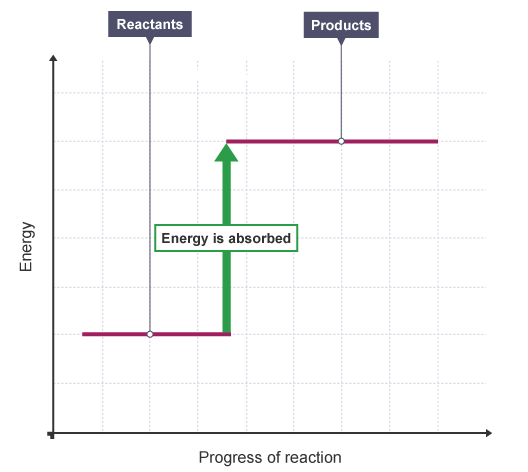 Reactants
Products
Energy is absorbed
Energy
Progress of reaction